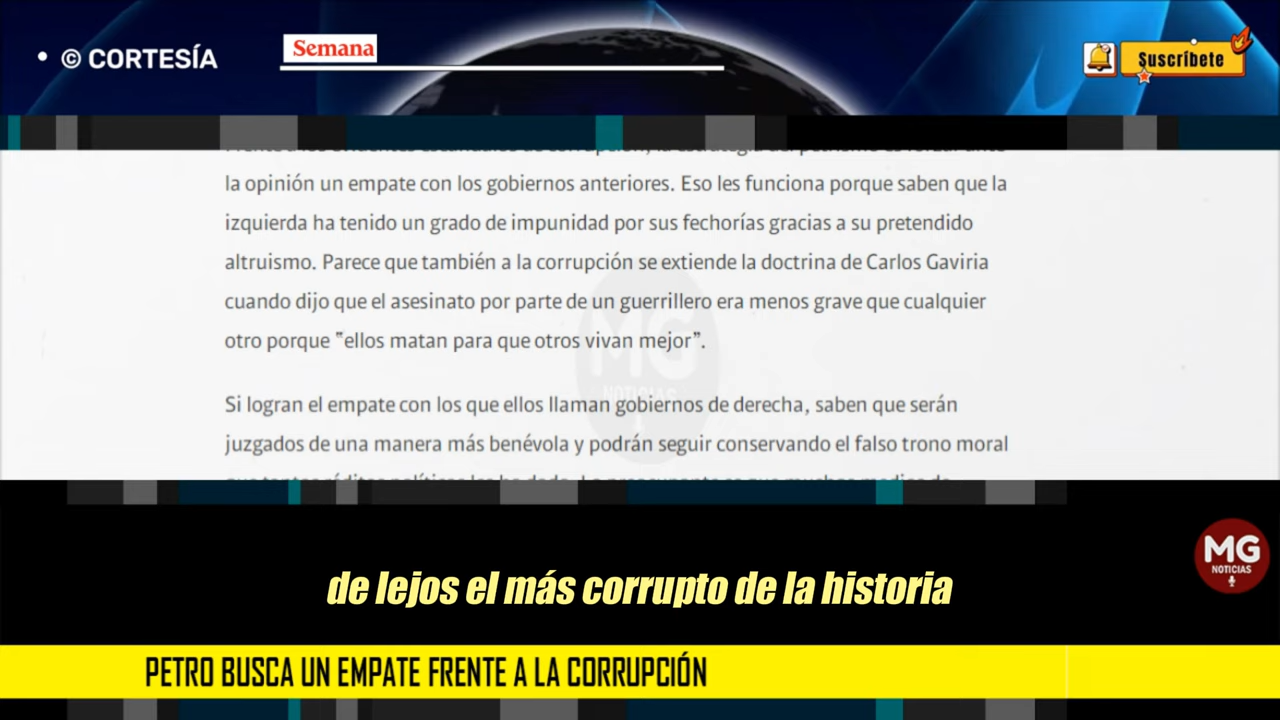 • © CORTESÍA
Semana
Suscríbete
la opinión un empate con los gobiernos anteriores. Eso les funciona porque saben que la
izquierda ha tenido un grado de impunidad por sus fechorías gracias a su pretendido
altruismo. Parece que también a la corrupción se extiende la doctrina de Carlos Gaviria
cuando dijo que el asesinato por parte de un guerrillero era menos grave que cualquier
otro porque "ellos matan para que otros vivan mejor".
MG
NOTICIAS
Si logran el empate con los que ellos llaman gobiernos de derecha, saben que serán
juzgados de una manera más benévola y podrán seguir conservando el falso trono moral
MG
NOTICIAS
de lejos el más corrupto de la historia
PETRO BUSCA UN EMPATE FRENTE A LA CORRUPCIÓN